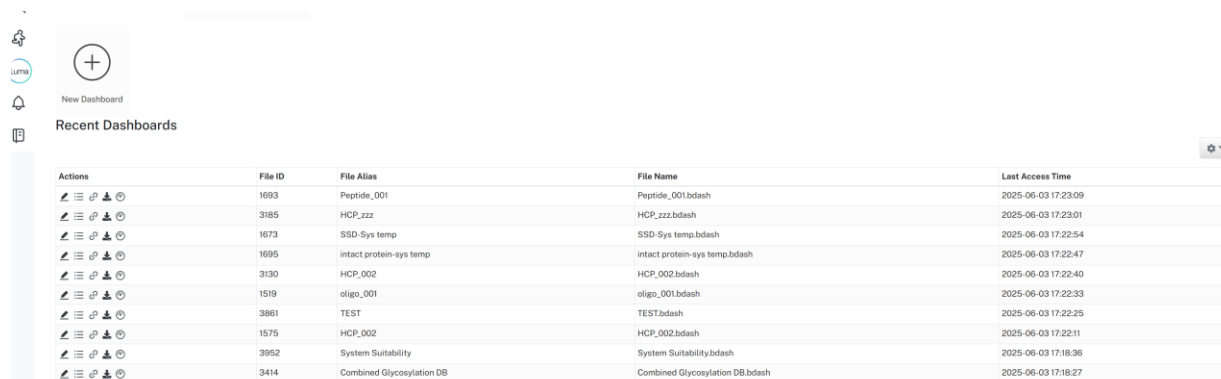 Luma
New Dashboard
Recent Dashboards
Actions File ID File Alias File Name Last Access Time
1693 Peptide_001 Peptide_001.bdash 2025-06-03 17:23:09
3185 HCP_zzz HCP_zzz.bdash 2025-06-03 17:23:01
1673 SSD-Sys temp SSD-Sys temp.bdash 2025-06-03 17:22:54
1695 intact protein-sys temp intact protein-sys temp.bdash 2025-06-03 17:22:47
3130 HCP_002 HCP_002.bdash 2025-06-03 17:22:40
1519 oligo_001 oligo_001.bdash 2025-06-03 17:22:33
3861 TEST TEST.bdash 2025-06-03 17:22:25
1575 HCP_002 HCP_002.bdash 2025-06-03 17:22:11
3952 System Suitability System Suitability.bdash 2025-06-03 17:18:36
3414 Combined Glycosylation DB Combined Glycosylation DB.bdash 2025-06-03 17:18:27